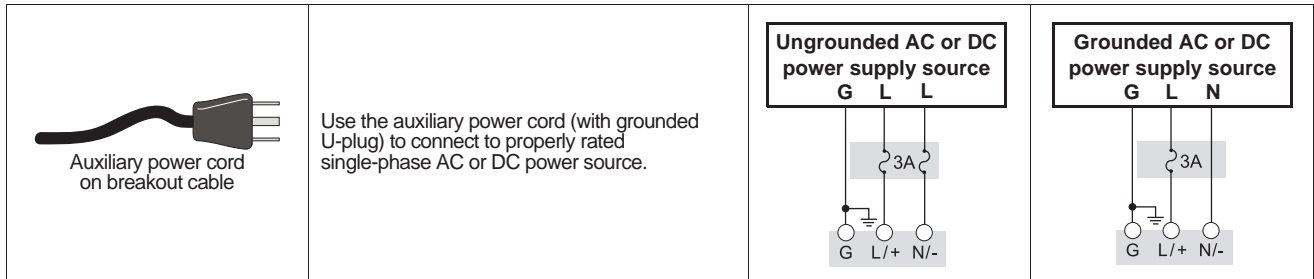 Auxiliary power cord
on breakout cable
Use the auxiliary power cord (with grounded
U-plug) to connect to properly rated
single-phase AC or DC power source.
Ungrounded AC or DC
power supply source
G L L
3A
G L/+ N/-
Grounded AC or DC
power supply source
G L N
3A
G L/+ N/-